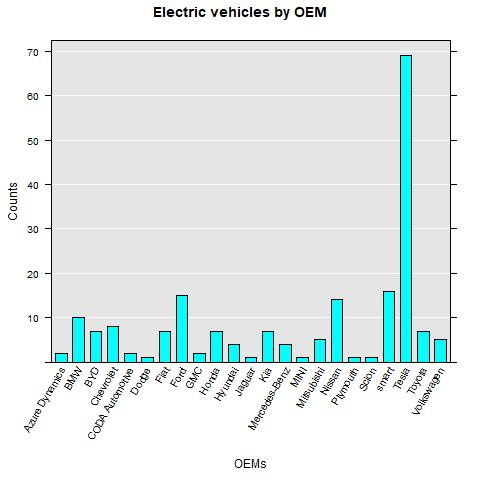 Electric vehicles by OEM
70
60
50
40
30
20
10
Counts
Azure Dynamics
BMW
BYD
Chevrolet
CODA Automotive
Dodge
Fiat
Ford
GMC
Honda
Hyundai
Jaguar
Kia
Mercedes-Benz
MINI
Mitsubishi
Nissan
Plymouth
Scion
smart
Tesla
Toyota
Volkswagen
OEMs